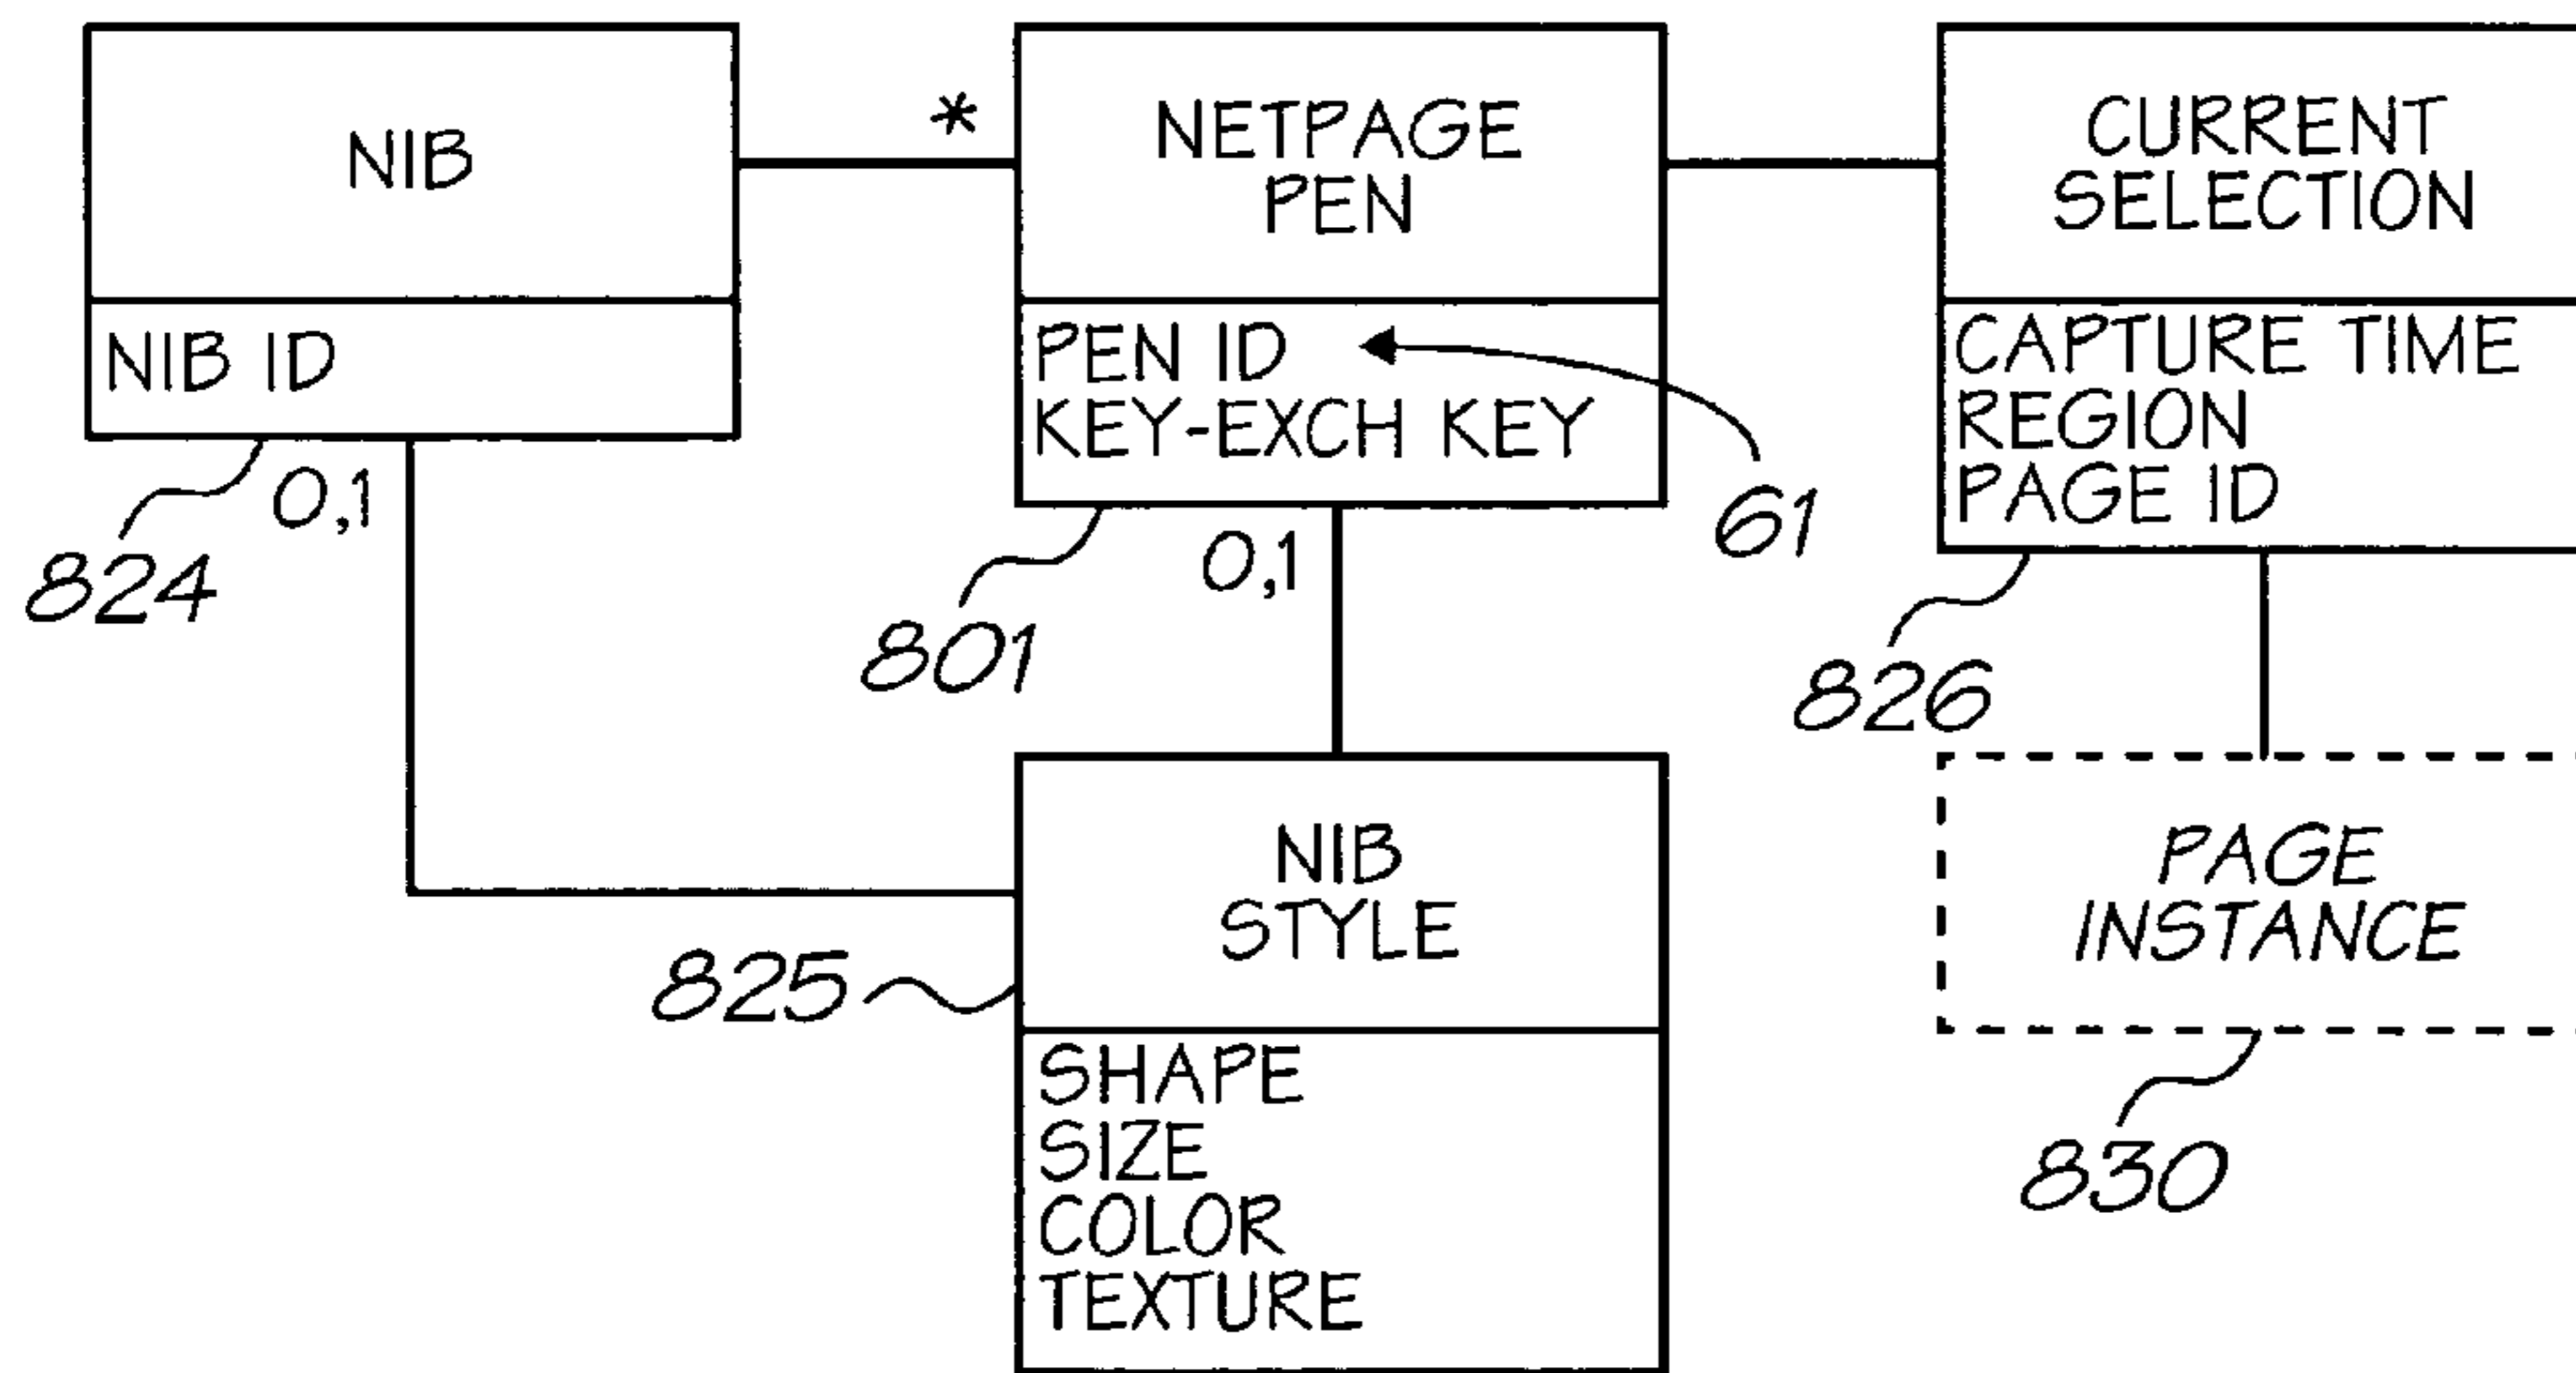 NIB
NIB ID
824
0,1
*
NETPAGE
PEN
PEN ID
KEY-EXCH KEY
61
801
0,1
CURRENT
SELECTION
CAPTURE TIME
REGION
PAGE ID
826
NIB
STYLE
825
SHAPE
SIZE
COLOR
TEXTURE
PAGE
INSTANCE
830